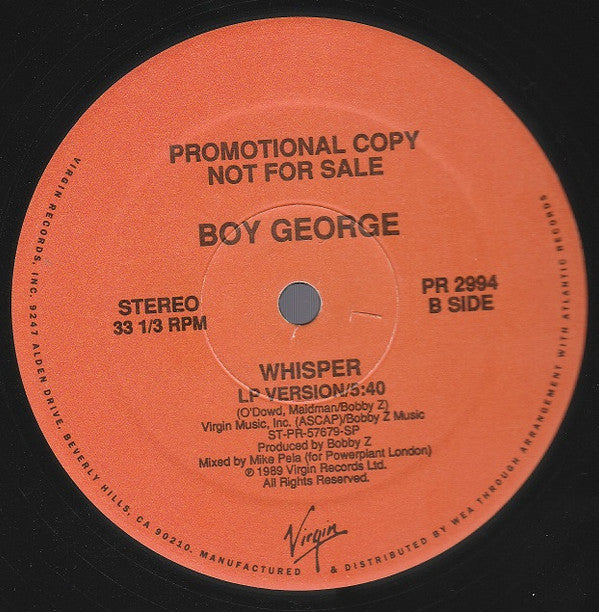 PROMOTIONAL COPY
NOT FOR SALE
BOY GEORGE
STEREO
33 1/3 RPM
PR 2994
B SIDE
WHISPER
LP VERSION/5:40
(O'Dowd, Maidman/Bobby Z)
Virgin Music, Inc. (ASCAP)/Bobby Z Music
ST-PR-57679-SP
Produced by Bobby Z
Mixed by Mike Pela (for Powerplant London)
℗ 1989 Virgin Records Ltd.
All Rights Reserved.
Virgin
VIRGIN RECORDS, INC. 9247 ALDEN DRIVE, BEVERLY HILLS, CA 90210. MANUFACTURED & DISTRIBUTED BY WEA THROUGH ARRANGEMENT WITH ATLANTIC RECORDS